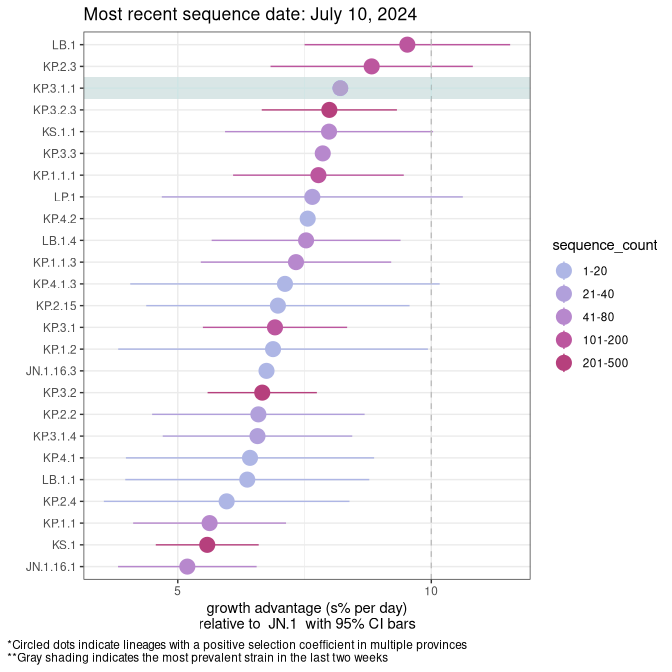 Most recent sequence date: July 10, 2024
LB.1
KP.2.3
KP.3.1.1
KP.3.2.3
KS.1.1
KP.3.3
KP.1.1.1
LP.1
KP.4.2
LB.1.4
KP.1.1.3
KP.4.1.3
KP.2.15
KP.3.1
KP.1.2
JN.1.16.3
KP.3.2
KP.2.2
KP.3.1.4
KP.4.1
LB.1.1
KP.2.4
KP.1.1
KS.1
JN.1.16.1
5
10
growth advantage (s% per day)
relative to JN.1 with 95% CI bars
sequence_count
1-20
21-40
41-80
101-200
201-500
*Circled dots indicate lineages with a positive selection coefficient in multiple provinces
**Gray shading indicates the most prevalent strain in the last two weeks